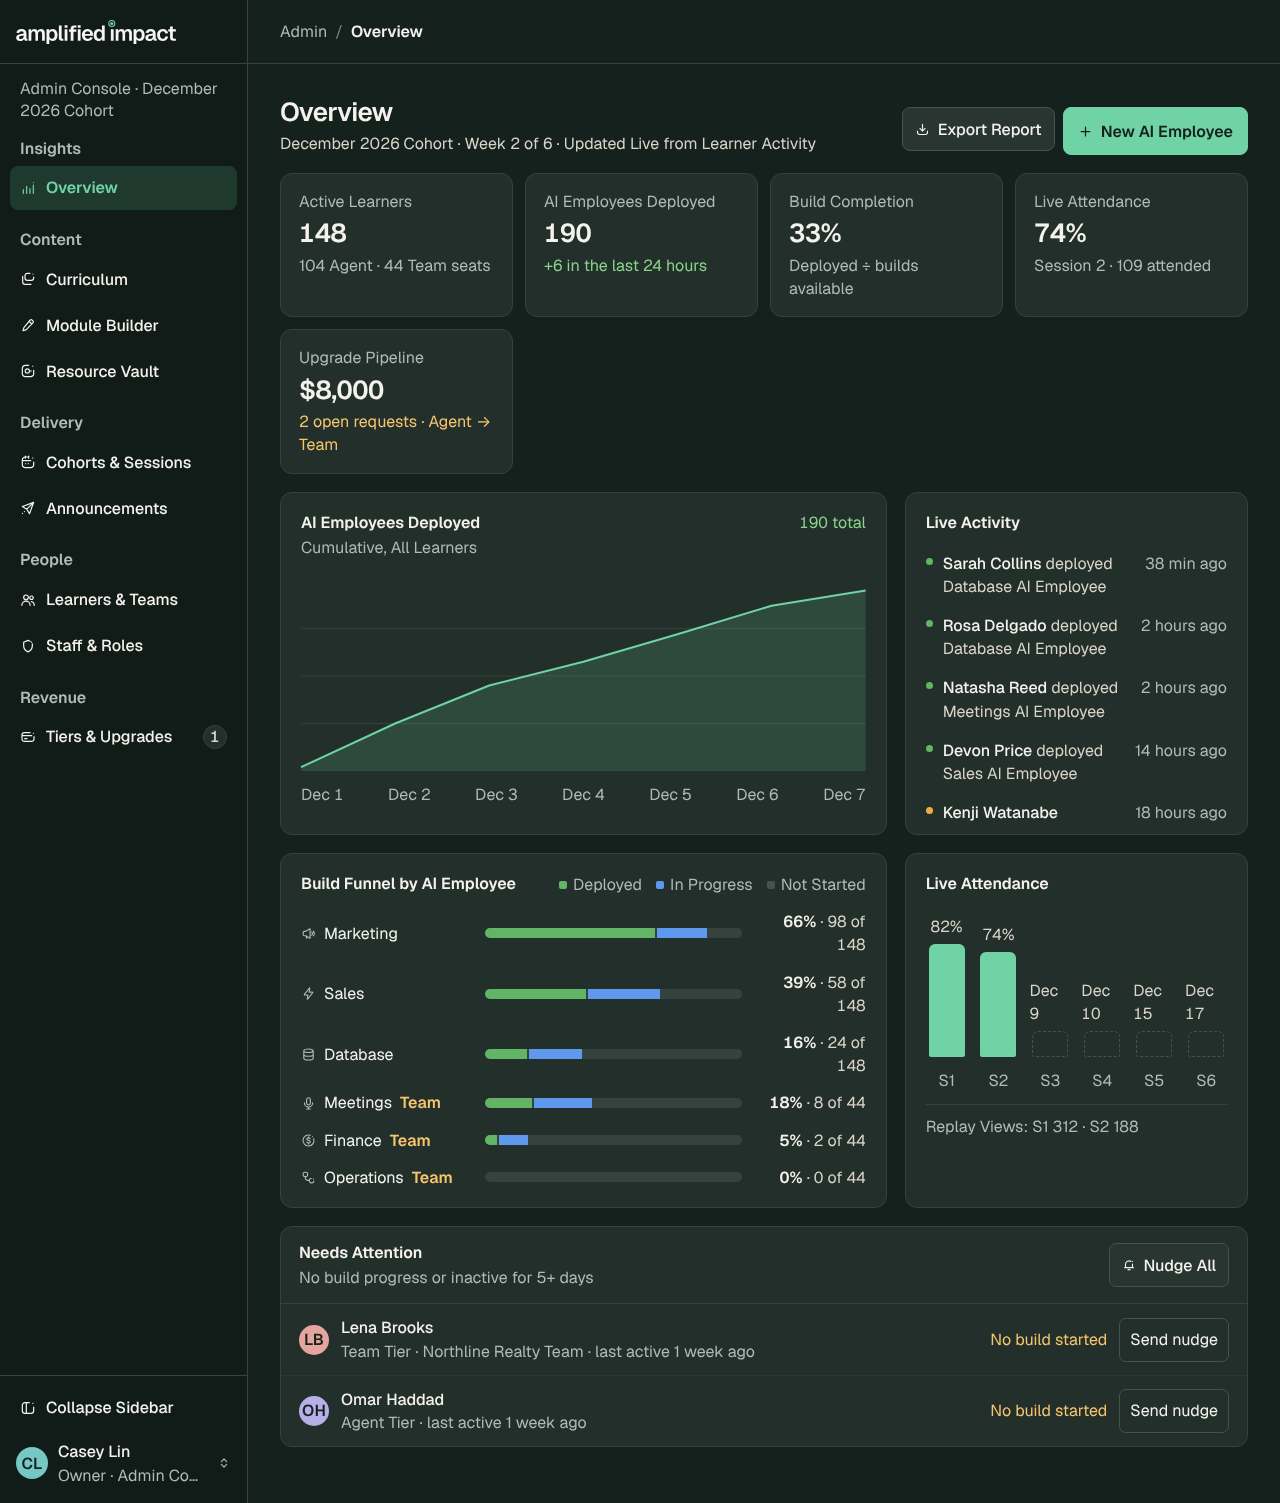 amplified impact
Admin Console · December
2026 Cohort
Insights
Overview
Content
Curriculum
Module Builder
Resource Vault
Delivery
Cohorts & Sessions
Announcements
People
Learners & Teams
Staff & Roles
Revenue
Tiers & Upgrades 1
Collapse Sidebar
CL
Casey Lin
Owner · Admin Co...
Admin / Overview
Overview
December 2026 Cohort · Week 2 of 6 · Updated Live from Learner Activity
Export Report
+ New AI Employee
Active Learners
148
104 Agent · 44 Team seats
AI Employees Deployed
190
+6 in the last 24 hours
Build Completion
33%
Deployed ÷ builds
available
Live Attendance
74%
Session 2 · 109 attended
Upgrade Pipeline
$8,000
2 open requests · Agent →
Team
AI Employees Deployed 190 total
Cumulative, All Learners
Dec 1 Dec 2 Dec 3 Dec 4 Dec 5 Dec 6 Dec 7
Live Activity
Sarah Collins deployed 38 min ago
Database AI Employee
Rosa Delgado deployed 2 hours ago
Database AI Employee
Natasha Reed deployed 2 hours ago
Meetings AI Employee
Devon Price deployed 14 hours ago
Sales AI Employee
Kenji Watanabe 18 hours ago
Build Funnel by AI Employee Deployed In Progress Not Started
Marketing 66% · 98 of
148
Sales 39% · 58 of
148
Database 16% · 24 of
148
Meetings Team 18% · 8 of 44
Finance Team 5% · 2 of 44
Operations Team 0% · 0 of 44
Live Attendance
82% 74%
Dec Dec Dec Dec
9 10 15 17
S1 S2 S3 S4 S5 S6
Replay Views: S1 312 · S2 188
Needs Attention
No build progress or inactive for 5+ days
Nudge All
LB
Lena Brooks
Team Tier · Northline Realty Team · last active 1 week ago
No build started
Send nudge
OH
Omar Haddad
Agent Tier · last active 1 week ago
No build started
Send nudge